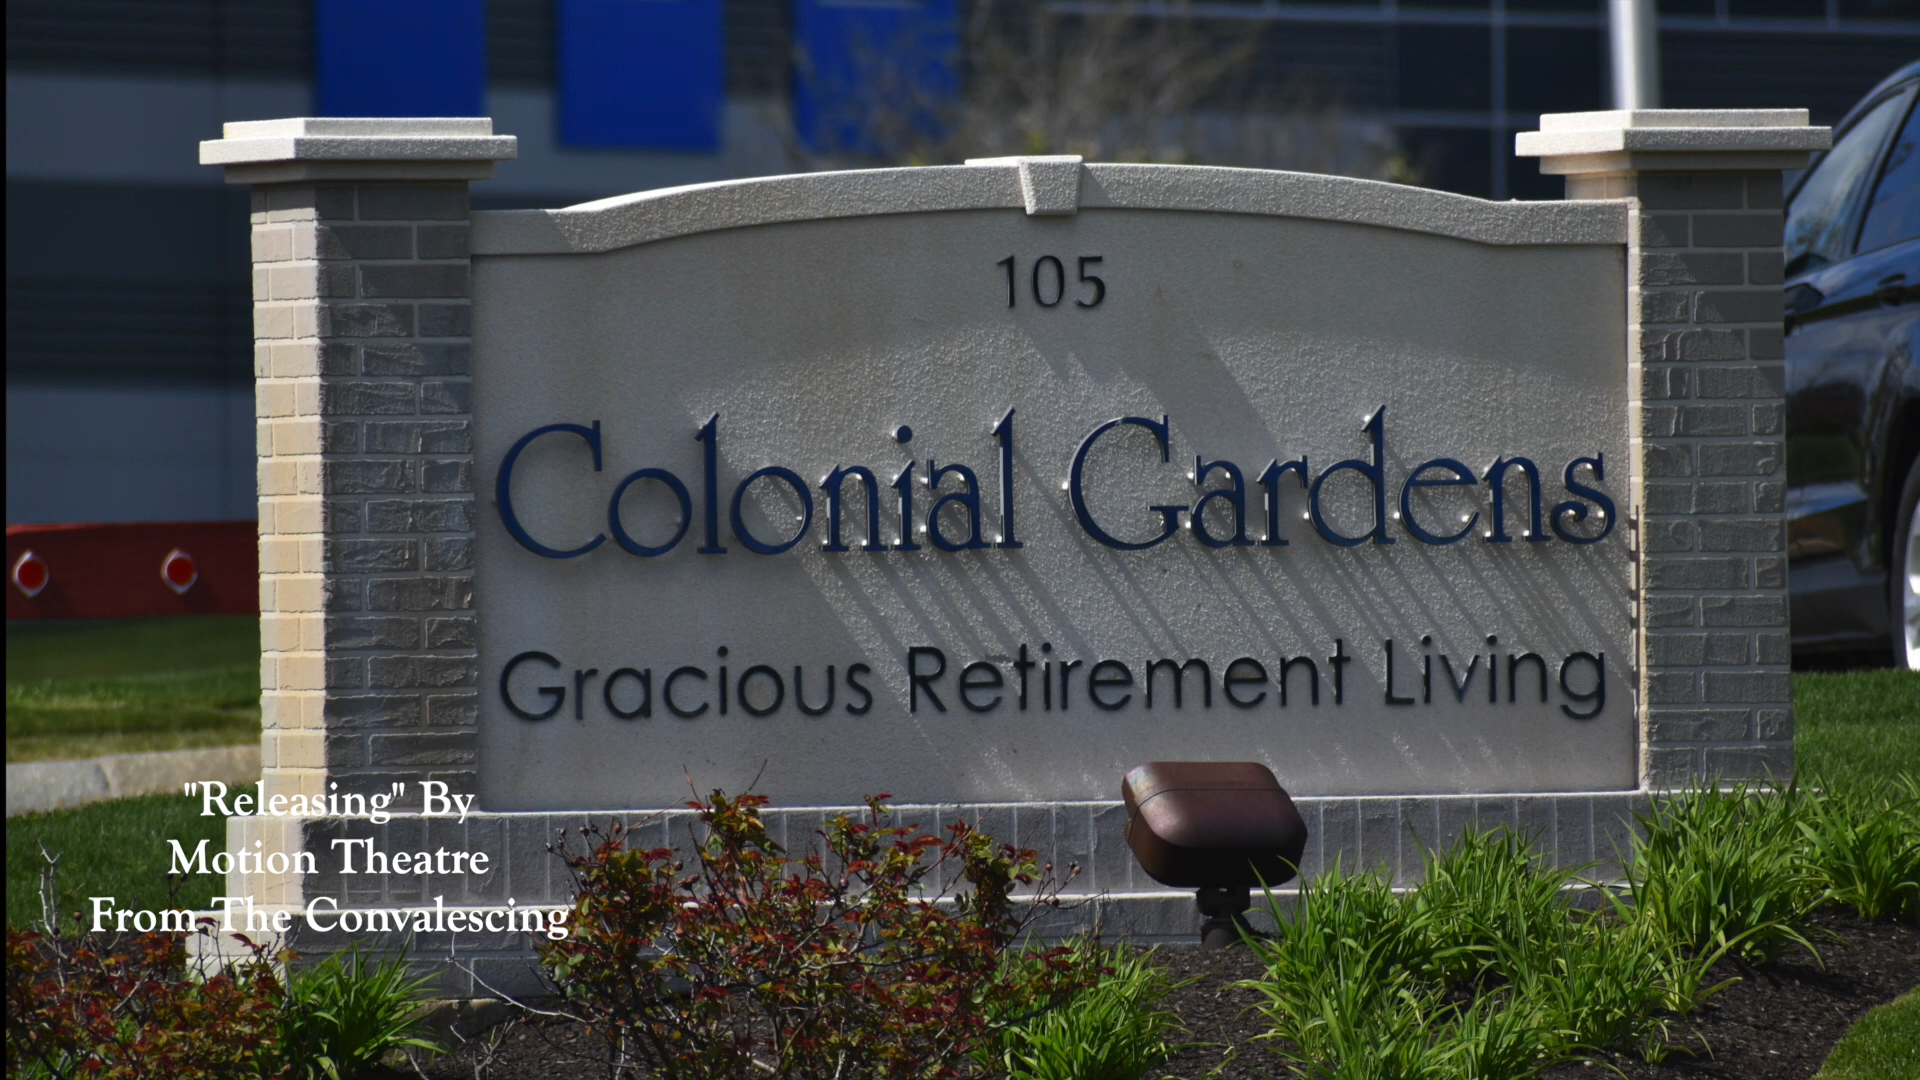 105
Colonial Gardens
Gracious Retirement Living
"Releasing" By
Motion Theatre
From The Convalescing